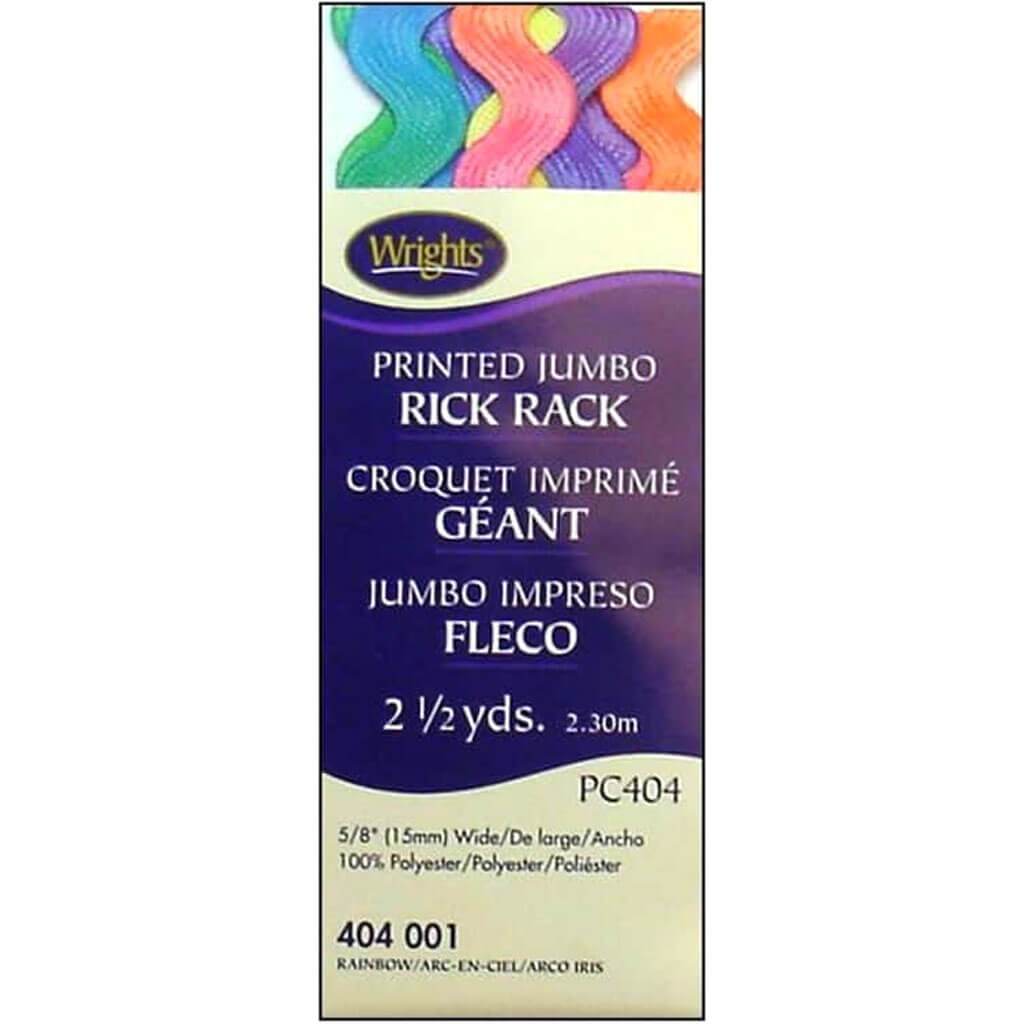 Wrights®
PRINTED JUMBO
RICK RACK
CROQUET IMPRIMÉ
GÉANT
JUMBO IMPRESO
FLECO
2 1/2 yds. 2.30m
PC404
5/8" (15mm) Wide/De large/Ancho
100% Polyester/Polyester/Poliéster
404 001
RAINBOW/ARC-EN-CIEL/ARCO IRIS